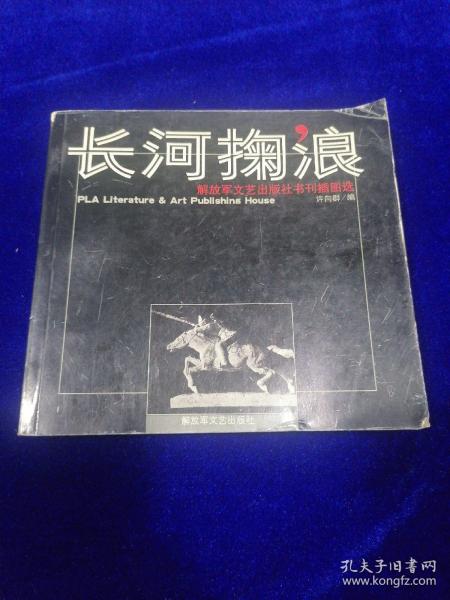 长河掬浪
解放军文艺出版社书刊插图选
PLA Literature & Art Publishing House
许向群/编
解放军文艺出版社
孔夫子旧书网
www.kongfz.com